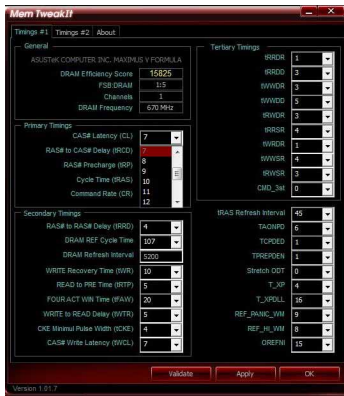 Mem TweakIt
Timings #1 Timings #2 About
General
ASUSTeK COMPUTER INC. MAXIMUS V FORMULA
DRAM Efficiency Score 15825
FSB:DRAM 1:5
Channels 1
DRAM Frequency 670 MHz
Primary Timings
CAS# Latency (CL) 7
RAS# to CAS# Delay (tRCD) 7
8
RAS# Precharge (tRP) 9
Cycle Time (tRAS) 10
Command Rate (CR) 11
12
Secondary Timings
RAS# to RAS# Delay (tRRD) 4
DRAM REF Cycle Time 107
DRAM Refresh Interval 5200
WRITE Recovery Time (tWR) 10
READ to PRE Time (tRTP) 5
FOUR ACT WIN Time (tFAW) 20
WRITE to READ Delay (tWTR) 5
CKE Minimul Pulse Width (tCKE) 4
CAS# Write Latency (tWCL) 7
Tertiary Timings
tRRDR 1
tRRDD 3
tWWDR 3
tWWDD 5
tRWDR 3
tRWDD 3
tRRSR 4
tWRDR 1
tWWSR 4
tRWSR 3
CMD_3st 0
tRAS Refresh Interval 45
TAONPD 6
TCPDED 1
TPREPDEN 1
Stretch ODT 0
T_XP 4
T_XPDLL 16
REF_PANIC_WM 9
REF_HI_WM 8
OREFNI 15
Validate Apply OK
Version 1.01.7